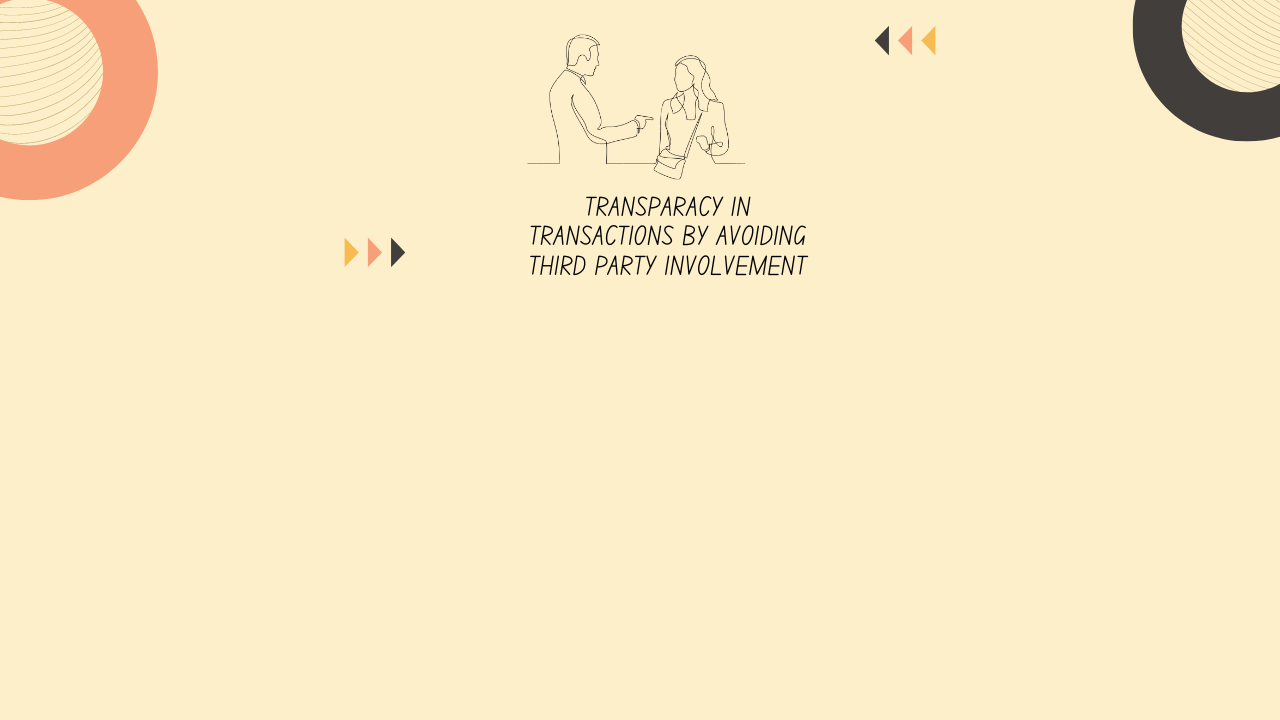 TRANSPARACY IN
TRANSACTIONS BY AVOIDING
THIRD PARTY INVOLVEMENT